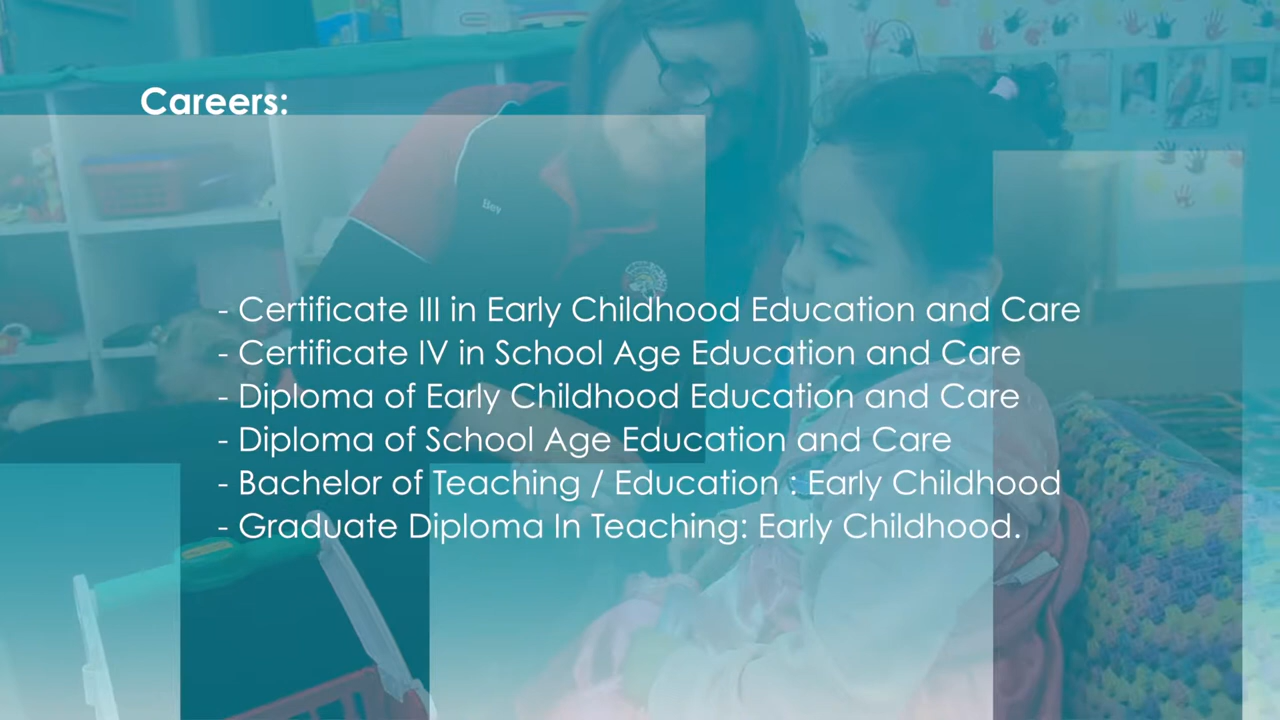 Careers:
Bev
- Certificate III in Early Childhood Education and Care
- Certificate IV in School Age Education and Care
- Diploma of Early Childhood Education and Care
- Diploma of School Age Education and Care
- Bachelor of Teaching / Education : Early Childhood
- Graduate Diploma In Teaching: Early Childhood.